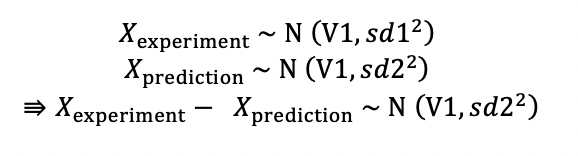 X_experiment ~ N (V1, sd1²)
X_prediction ~ N (V1, sd2²)
⇛ X_experiment − X_prediction ~ N (V1, sd2²)